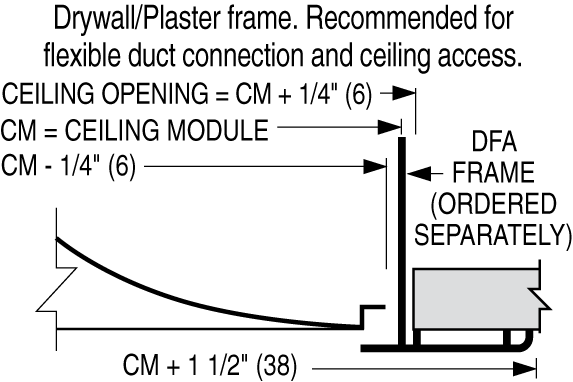 Drywall/Plaster frame. Recommended for
flexible duct connection and ceiling access.
CEILING OPENING = CM + 1/4" (6)
CM = CEILING MODULE
CM - 1/4" (6)
DFA
FRAME
(ORDERED
SEPARATELY)
CM + 1 1/2" (38)